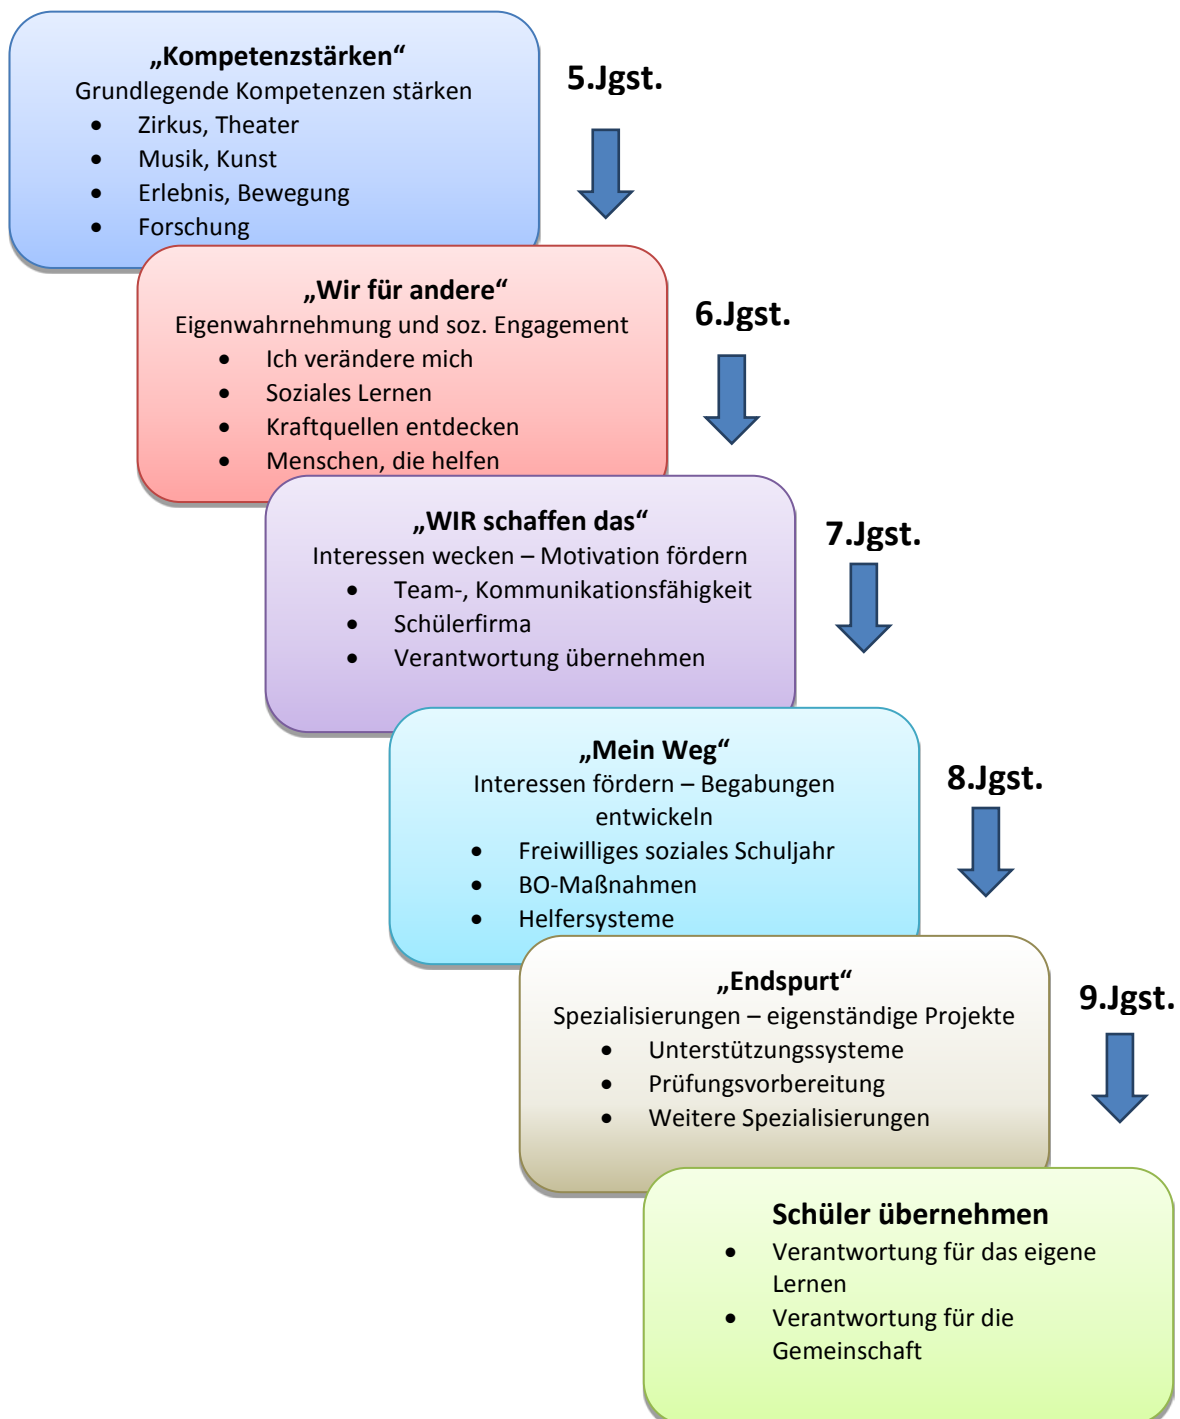 „Kompetenzstärken“
Grundlegende Kompetenzen stärken
• Zirkus, Theater
• Musik, Kunst
• Erlebnis, Bewegung
• Forschung
5.Jgst.
„Wir für andere“
Eigenwahrnehmung und soz. Engagement
• Ich verändere mich
• Soziales Lernen
• Kraftquellen entdecken
• Menschen, die helfen
6.Jgst.
„WIR schaffen das“
Interessen wecken – Motivation fördern
• Team-, Kommunikationsfähigkeit
• Schülerfirma
• Verantwortung übernehmen
7.Jgst.
„Mein Weg“
Interessen fördern – Begabungen
entwickeln
• Freiwilliges soziales Schuljahr
• BO-Maßnahmen
• Helfersysteme
8.Jgst.
„Endspurt“
Spezialisierungen – eigenständige Projekte
• Unterstützungssysteme
• Prüfungsvorbereitung
• Weitere Spezialisierungen
9.Jgst.
Schüler übernehmen
• Verantwortung für das eigene
Lernen
• Verantwortung für die
Gemeinschaft